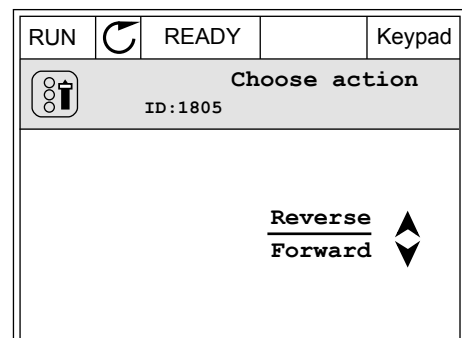 RUN READY Keypad
Choose action
ID:1805
Reverse
Forward